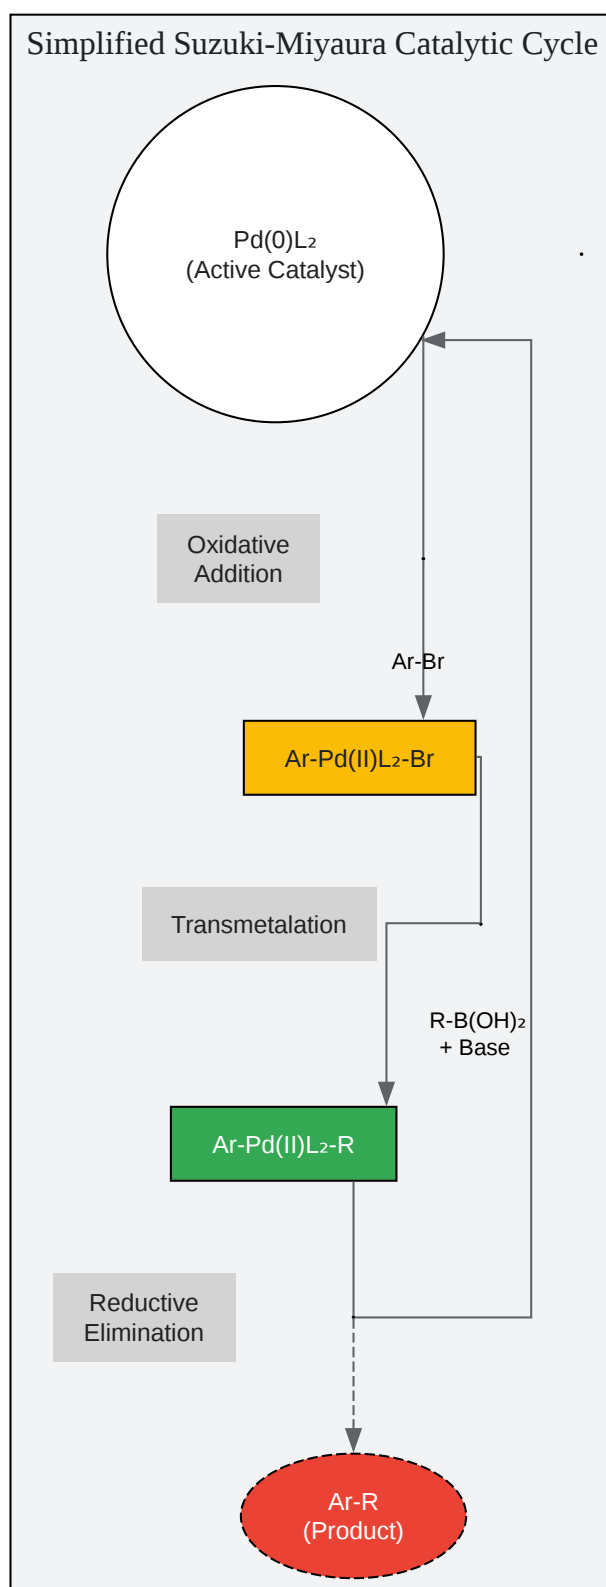 Simplified Suzuki-Miyaura Catalytic Cycle
Pd(0)L₂
(Active Catalyst)
Oxidative
Addition
Ar-Br
Ar-Pd(II)L₂-Br
Transmetalation
R-B(OH)₂
+ Base
Ar-Pd(II)L₂-R
Reductive
Elimination
Ar-R
(Product)